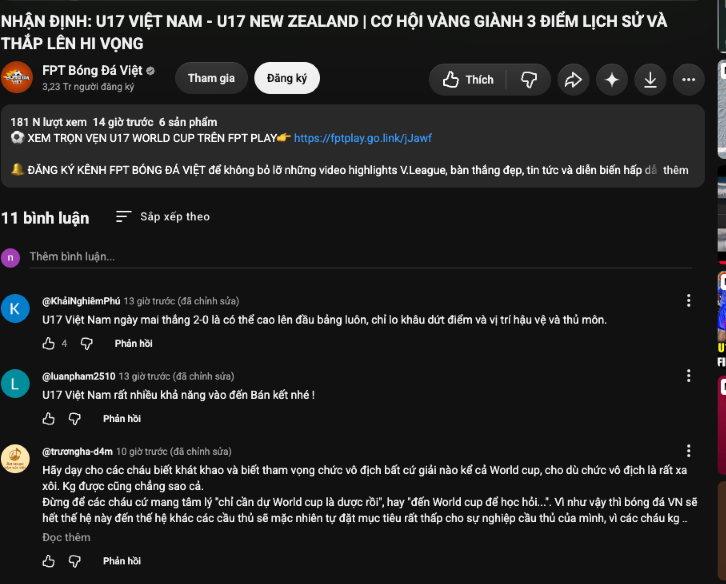 NHẬN ĐỊNH: U17 VIỆT NAM - U17 NEW ZEALAND | CƠ HỘI VÀNG GIÀNH 3 ĐIỂM LỊCH SỬ VÀ
THẮP LÊN HI VỌNG
FPT Bóng Đá Việt
3,23 Tr người đăng ký
Tham gia
Đăng ký
Thích
181 N lượt xem 14 giờ trước 6 sản phẩm
⚽ XEM TRỌN VẸN U17 WORLD CUP TRÊN FPT PLAY👉 https://fptplay.go.link/jJawf
🔔 ĐĂNG KÝ KÊNH FPT BÓNG ĐÁ VIỆT để không bỏ lỡ những video highlights V.League, bàn thắng đẹp, tin tức và diễn biến hấp dẫ thêm
11 bình luận
Sắp xếp theo
n
Thêm bình luận...
K
@KhảiNghiêmPhú 13 giờ trước (đã chỉnh sửa)
U17 Việt Nam ngày mai thắng 2-0 là có thể cao lên đầu bảng luôn, chỉ lo khâu dứt điểm và vị trí hậu vệ và thủ môn.
4
Phản hồi
L
@luanpham2510 13 giờ trước (đã chỉnh sửa)
U17 Việt Nam rất nhiều khả năng vào đến Bán kết nhé !
Phản hồi
@trươngha-d4m 10 giờ trước (đã chỉnh sửa)
Hãy dạy cho các cháu biết khát khao và biết tham vọng chức vô địch bất cứ giải nào kể cả World cup, cho dù chức vô địch là rất xa
xôi. Kg được cũng chẳng sao cả.
Đừng để các cháu cứ mang tâm lý "chỉ cần dự World cup là dược rồi", hay "đến World cup để học hỏi...". Vì như vậy thì bóng đá VN sẽ
hết thế hệ này đến thế hệ khác các cầu thủ sẽ mặc nhiên tự đặt mục tiêu rất thấp cho sự nghiệp cầu thủ của mình, vì các cháu kg ..
Đọc thêm
Phản hồi